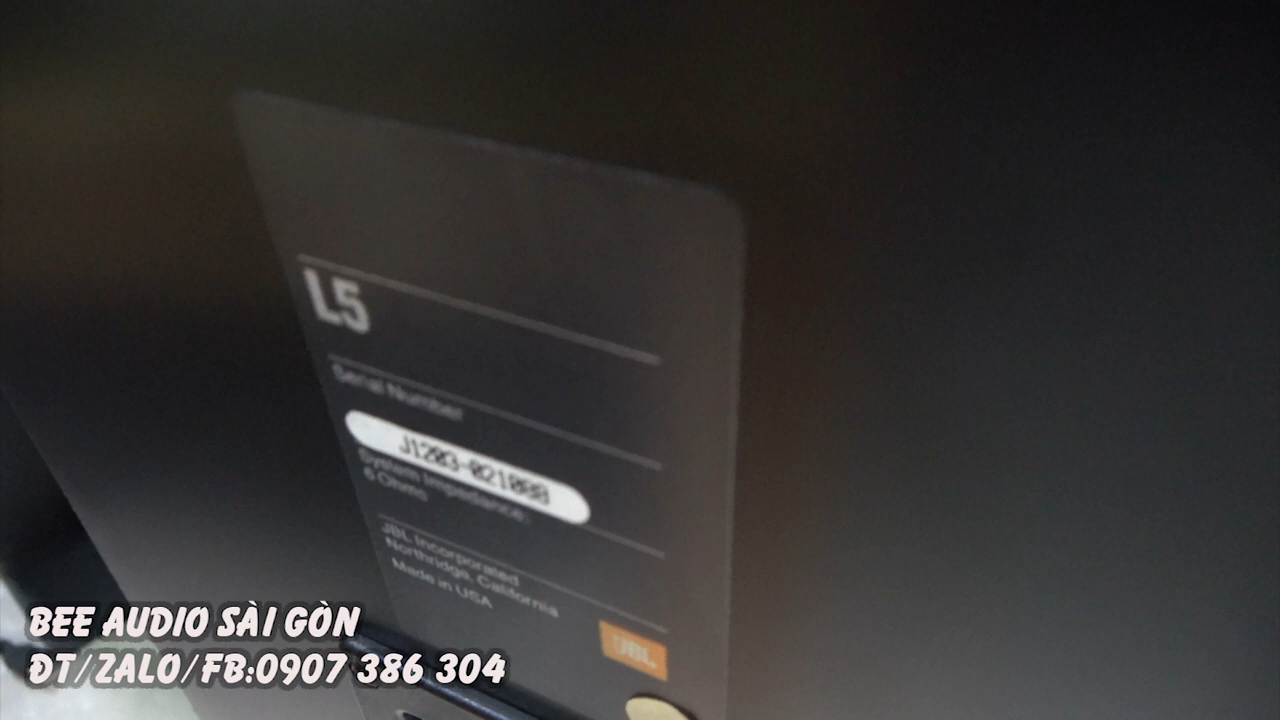 L5
Serial Number
J1203-021088
System Impedance:
6 Ohms
JBL Incorporated
Northridge, California
Made in USA
JBL
BEE AUDIO SÀI GÒN
ĐT/ZALO/FB:0907 386 304